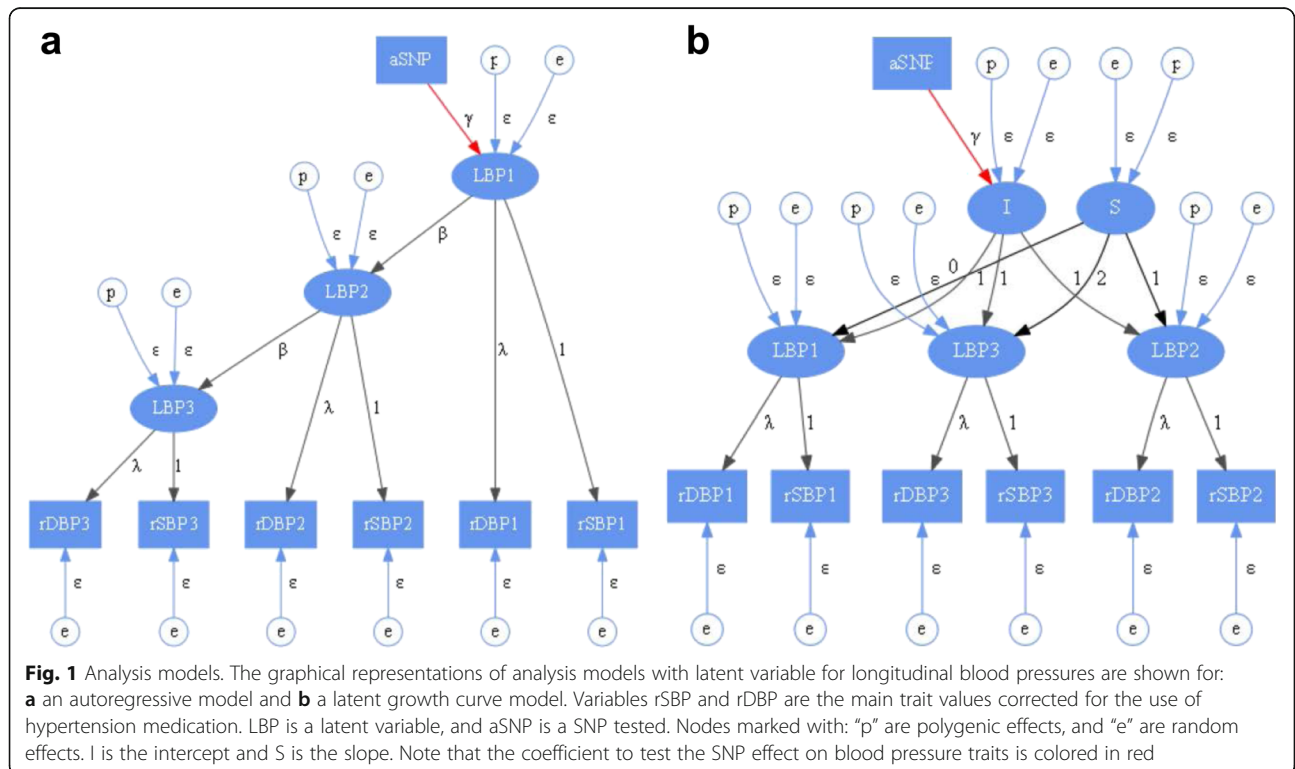 a
b
aSNP
p
e
γ
ε
ε
LBP1
p
e
ε
ε
β
LBP2
p
e
ε
ε
β
λ
1
LBP3
λ
1
λ
1
rDBP3
rSBP3
rDBP2
rSBP2
rDBP1
rSBP1
ε
ε
ε
ε
ε
ε
e
e
e
e
e
e
aSNP
p
e
e
p
γ
ε
ε
ε
ε
I
S
p
e
p
e
p
e
ε
ε
ε
ε
ε
ε
0
1
1
1
2
1
LBP1
LBP3
LBP2
λ
1
λ
1
λ
1
rDBP1
rSBP1
rDBP3
rSBP3
rDBP2
rSBP2
ε
ε
ε
ε
ε
ε
e
e
e
e
e
e
Fig. 1 Analysis models. The graphical representations of analysis models with latent variable for longitudinal blood pressures are shown for:
a an autoregressive model and b a latent growth curve model. Variables rSBP and rDBP are the main trait values corrected for the use of
hypertension medication. LBP is a latent variable, and aSNP is a SNP tested. Nodes marked with: “p” are polygenic effects, and “e” are random
effects. I is the intercept and S is the slope. Note that the coefficient to test the SNP effect on blood pressure traits is colored in red